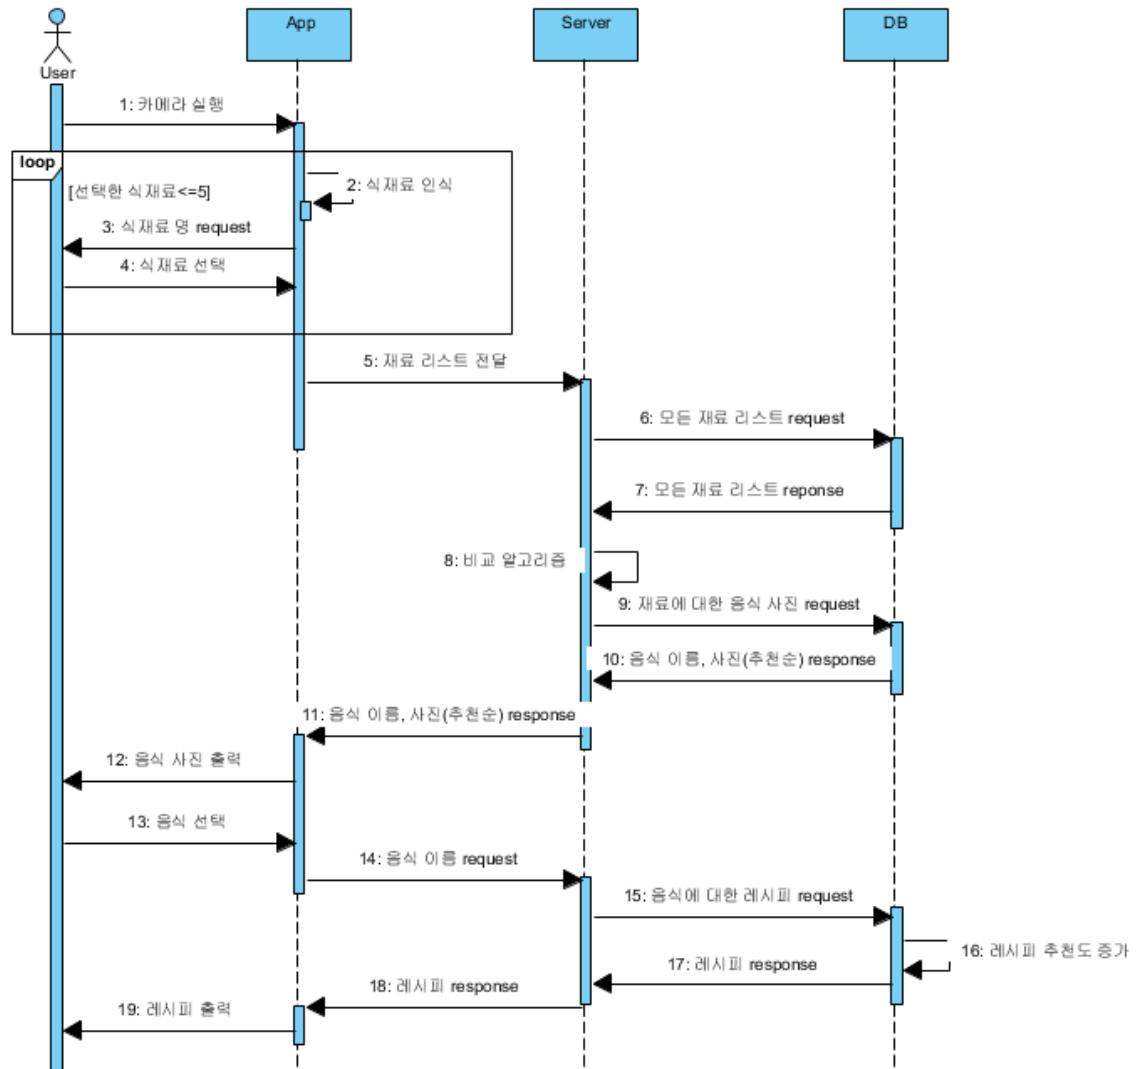 App
Server
DB
User
1: 카메라 실행
loop
[선택한 식재료<=5]
2: 식재료 인식
3: 식재료 명 request
4: 식재료 선택
5: 재료 리스트 전달
6: 모든 재료 리스트 request
7: 모든 재료 리스트 reponse
8: 비교 알고리즘
9: 재료에 대한 음식 사진 request
10: 음식 이름, 사진(추천순) response
11: 음식 이름, 사진(추천순) response
12: 음식 사진 출력
13: 음식 선택
14: 음식 이름 request
15: 음식에 대한 레시피 request
16: 레시피 추천도 증가
17: 레시피 response
18: 레시피 response
19: 레시피 출력